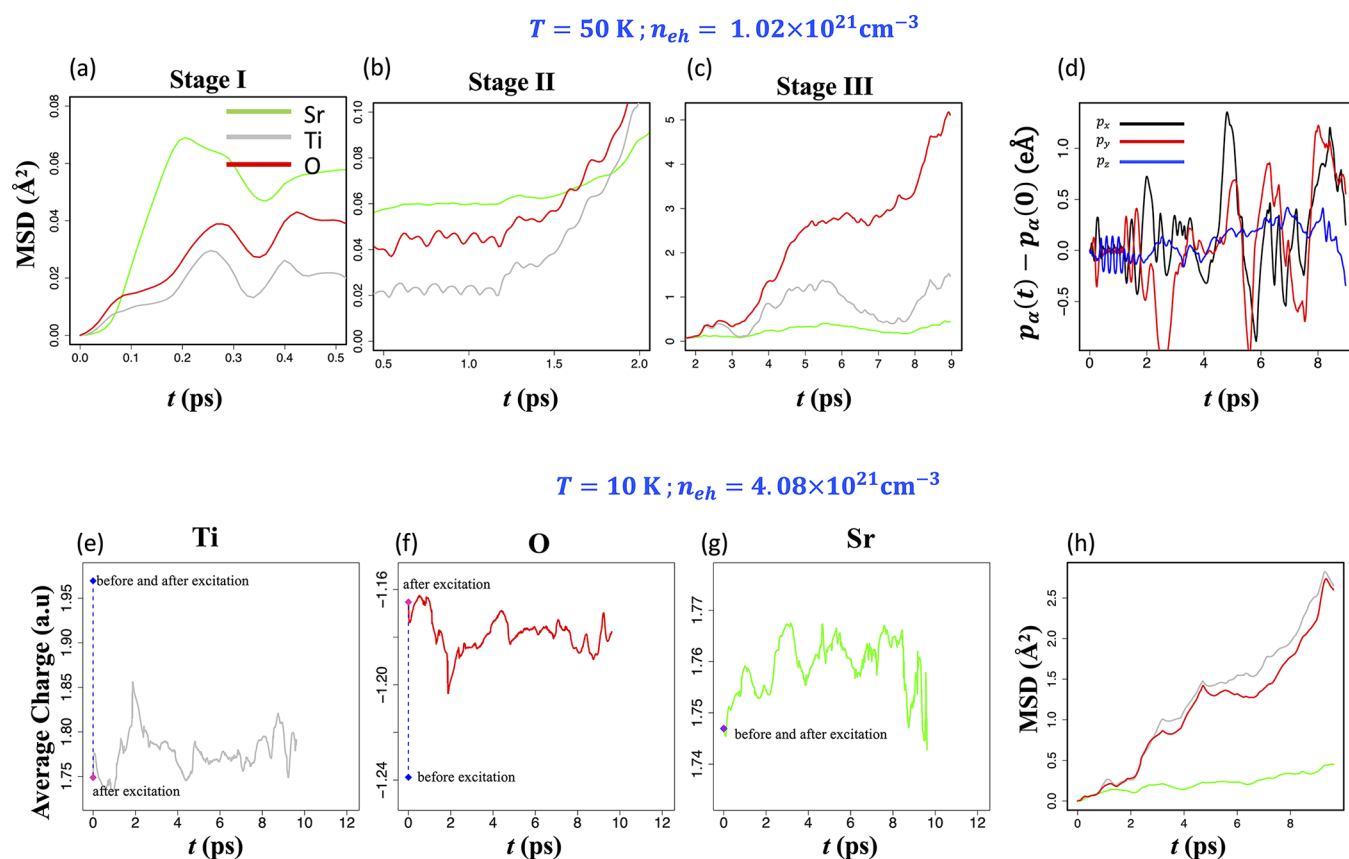 T = 50 K ; n_eh = 1.02×10^21 cm^−3
(a)
Stage I
MSD (Å²)
0.00
0.02
0.04
0.06
0.08
Sr
Ti
O
0.0
0.1
0.2
0.3
0.4
0.5
t (ps)
(b)
Stage II
0.00
0.02
0.04
0.06
0.08
0.10
0.5
1.0
1.5
2.0
t (ps)
(c)
Stage III
0
1
2
3
4
5
2
3
4
5
6
7
8
9
t (ps)
(d)
p_α(t) − p_α(0) (eÅ)
−0.5
0.0
0.5
1.0
p_x
p_y
p_z
0
2
4
6
8
t (ps)
T = 10 K ; n_eh = 4.08×10^21 cm^−3
(e)
Ti
Average Charge (a.u)
1.75
1.80
1.85
1.90
1.95
before and after excitation
after excitation
0
2
4
6
8
10
12
t (ps)
(f)
O
−1.24
−1.20
−1.16
after excitation
before excitation
0
2
4
6
8
10
12
t (ps)
(g)
Sr
1.74
1.75
1.76
1.77
before and after excitation
0
2
4
6
8
10
12
t (ps)
(h)
MSD (Å²)
0.0
0.5
1.0
1.5
2.0
2.5
0
2
4
6
8
t (ps)